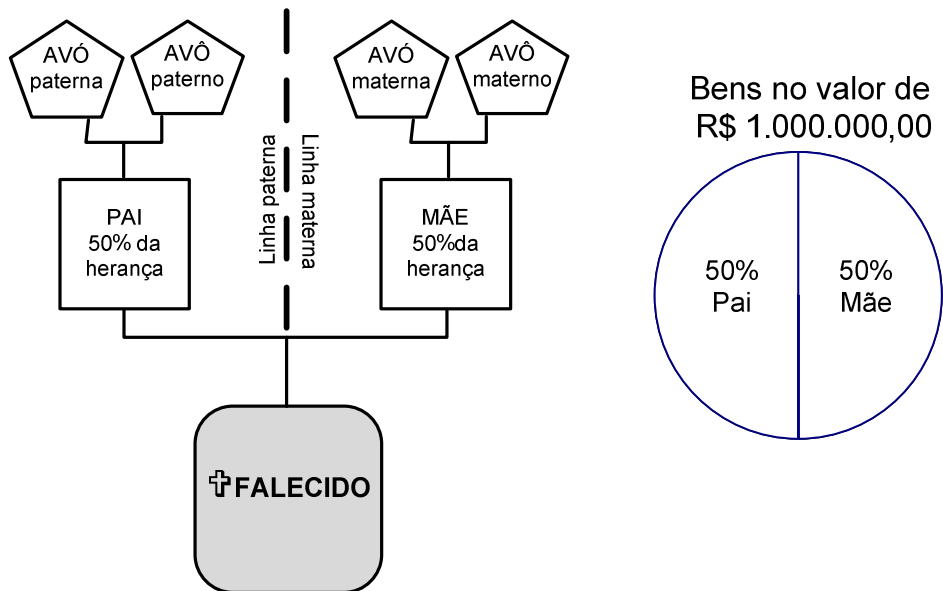 AVÓ
paterna
AVÔ
paterno
AVÓ
materna
AVÔ
materno
Linha paterna
Linha materna
PAI
50% da
herança
MÃE
50%da
herança
✞FALECIDO
Bens no valor de
R$ 1.000.000,00
50%
Pai
50%
Mãe